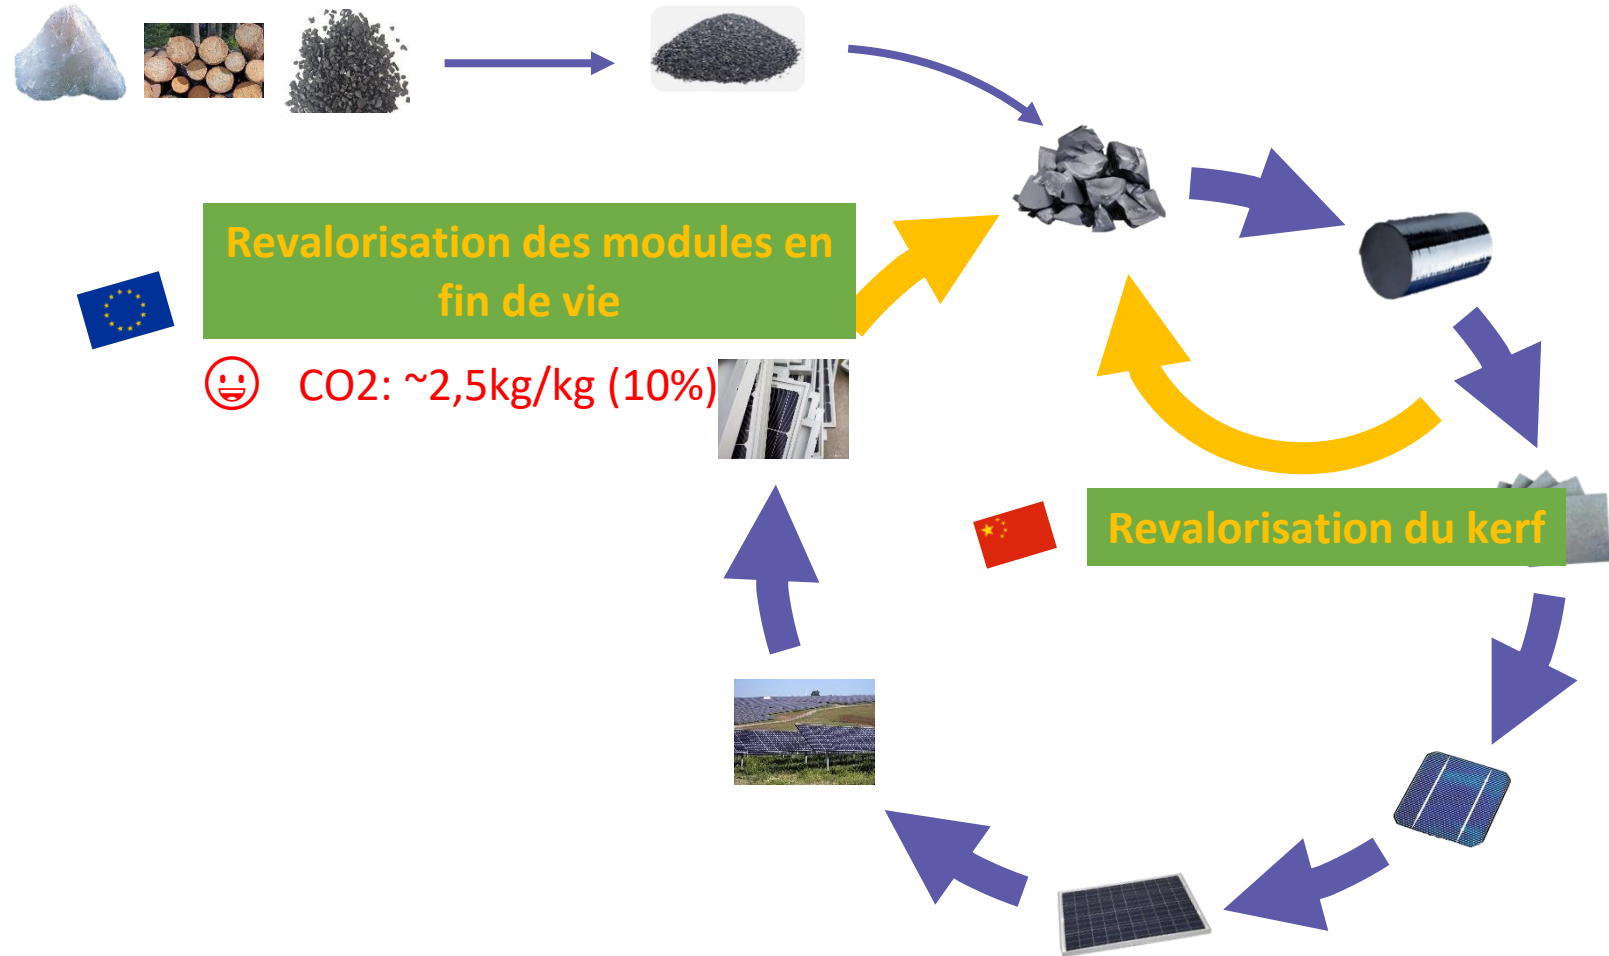 Revalorisation des modules en
fin de vie
CO2: ~2,5kg/kg (10%)
Revalorisation du kerf